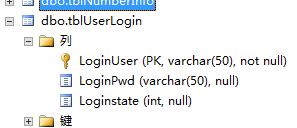 dbo.tblNumberInfo
dbo.tblUserLogin
列
LoginUser (PK, varchar(50), not null)
LoginPwd (varchar(50), null)
Loginstate (int, null)
键